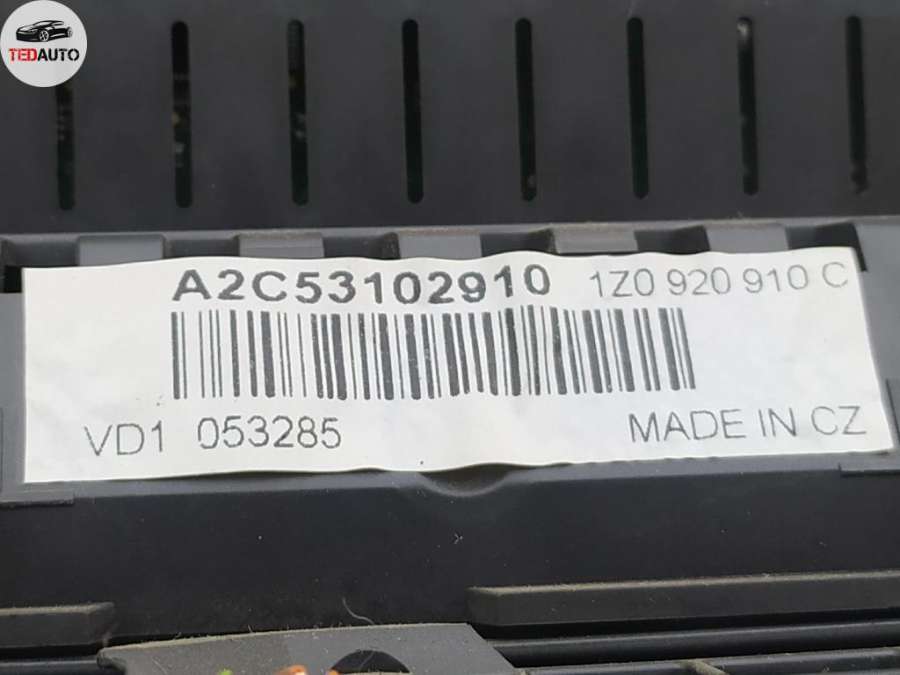 TEDAUTO
A2C53102910 1Z0 920 910 C
VD1 053285 MADE IN CZ